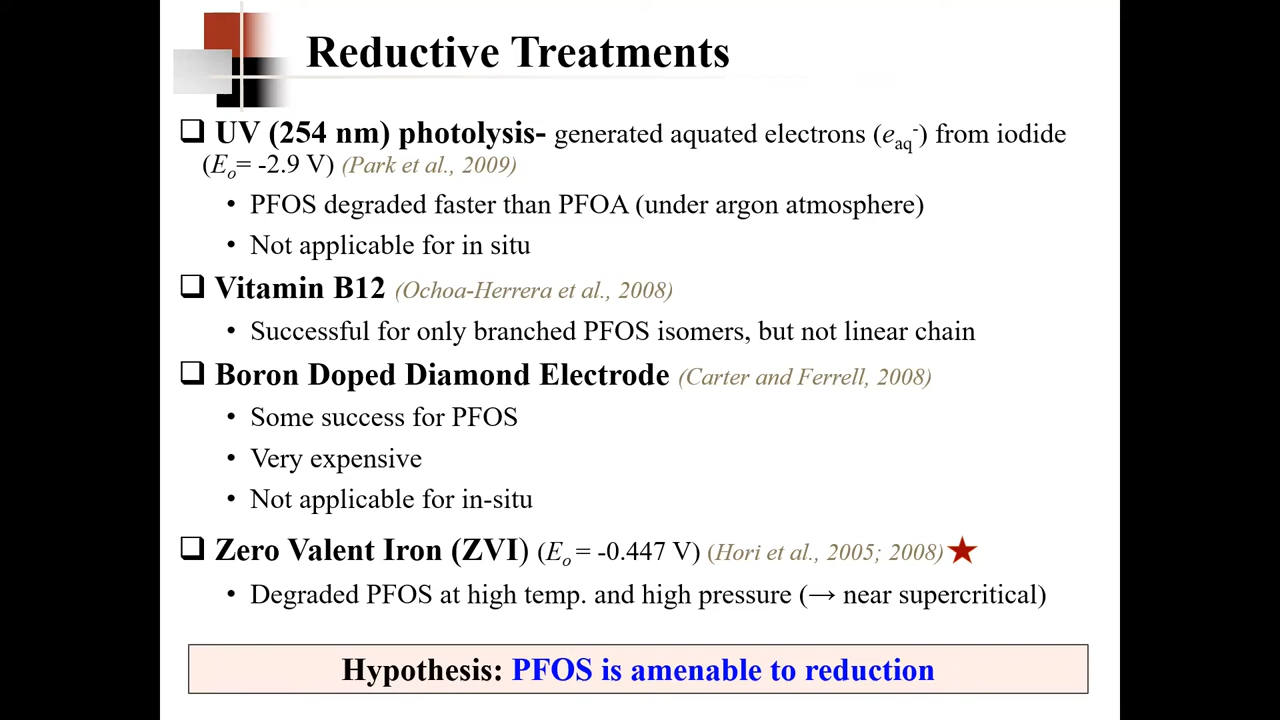 Reductive Treatments
❑ UV (254 nm) photolysis- generated aquated electrons (eaq-) from iodide
(Eo= -2.9 V) (Park et al., 2009)
• PFOS degraded faster than PFOA (under argon atmosphere)
• Not applicable for in situ
❑ Vitamin B12 (Ochoa-Herrera et al., 2008)
• Successful for only branched PFOS isomers, but not linear chain
❑ Boron Doped Diamond Electrode (Carter and Ferrell, 2008)
• Some success for PFOS
• Very expensive
• Not applicable for in-situ
❑ Zero Valent Iron (ZVI) (Eo = -0.447 V) (Hori et al., 2005; 2008)★
• Degraded PFOS at high temp. and high pressure (→ near supercritical)
Hypothesis: PFOS is amenable to reduction